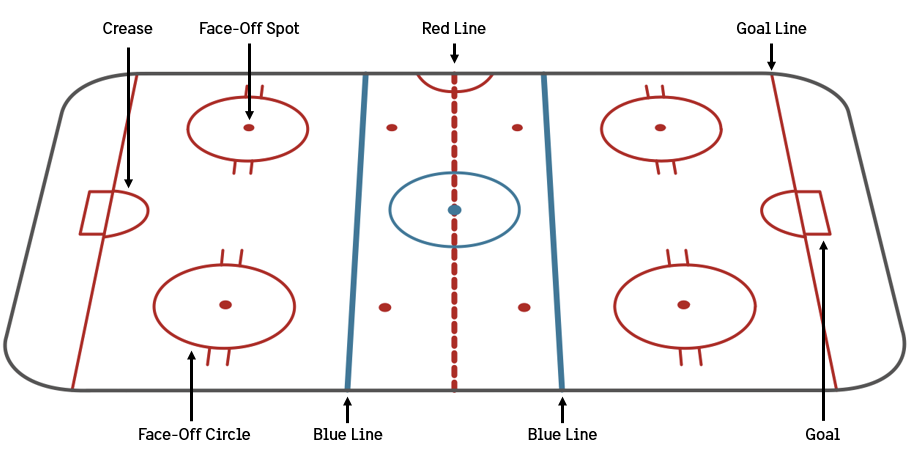 Crease
Face-Off Spot
Red Line
Goal Line
Face-Off Circle
Blue Line
Blue Line
Goal